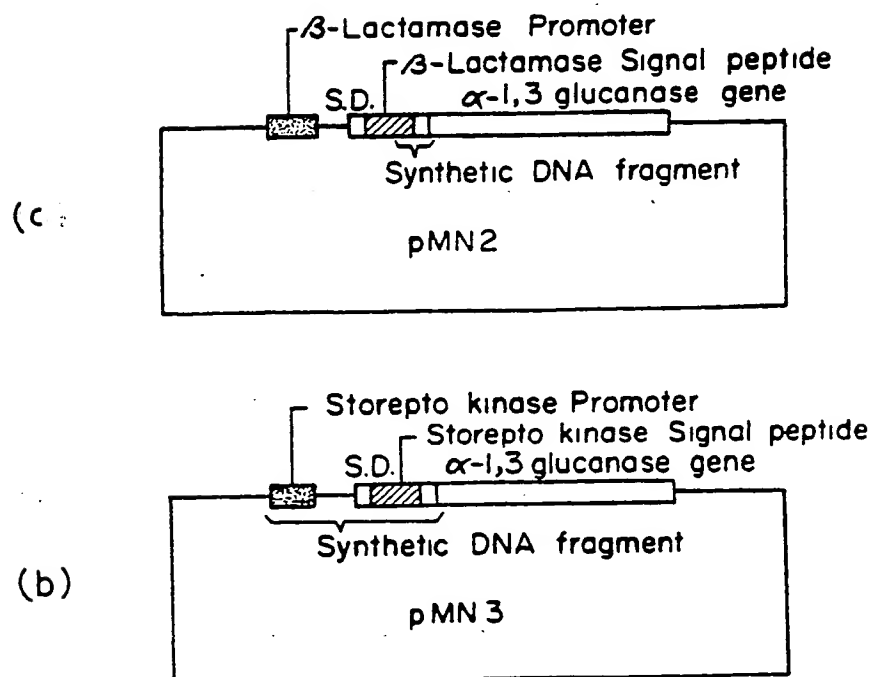 β-Lactamase Promoter
β-Lactamase Signal peptide
S.D.
α-1,3 glucanase gene
Synthetic DNA fragment
(c
pMN2
Storepto kinase Promoter
Storepto kinase Signal peptide
S.D.
α-1,3 glucanase gene
Synthetic DNA fragment
(b)
pMN3